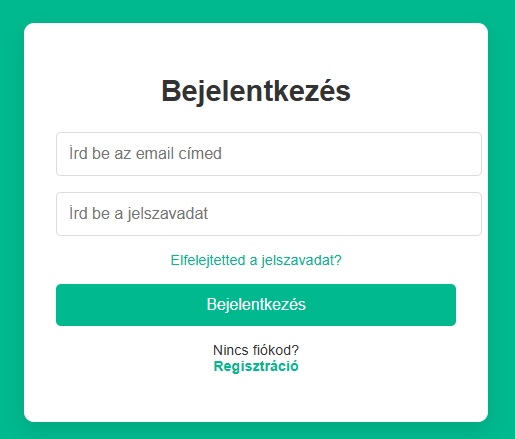 Bejelentkezés
Írd be az email címed
Írd be a jelszavadat
Elfelejtetted a jelszavadat?
Bejelentkezés
Nincs fiókod?
Regisztráció